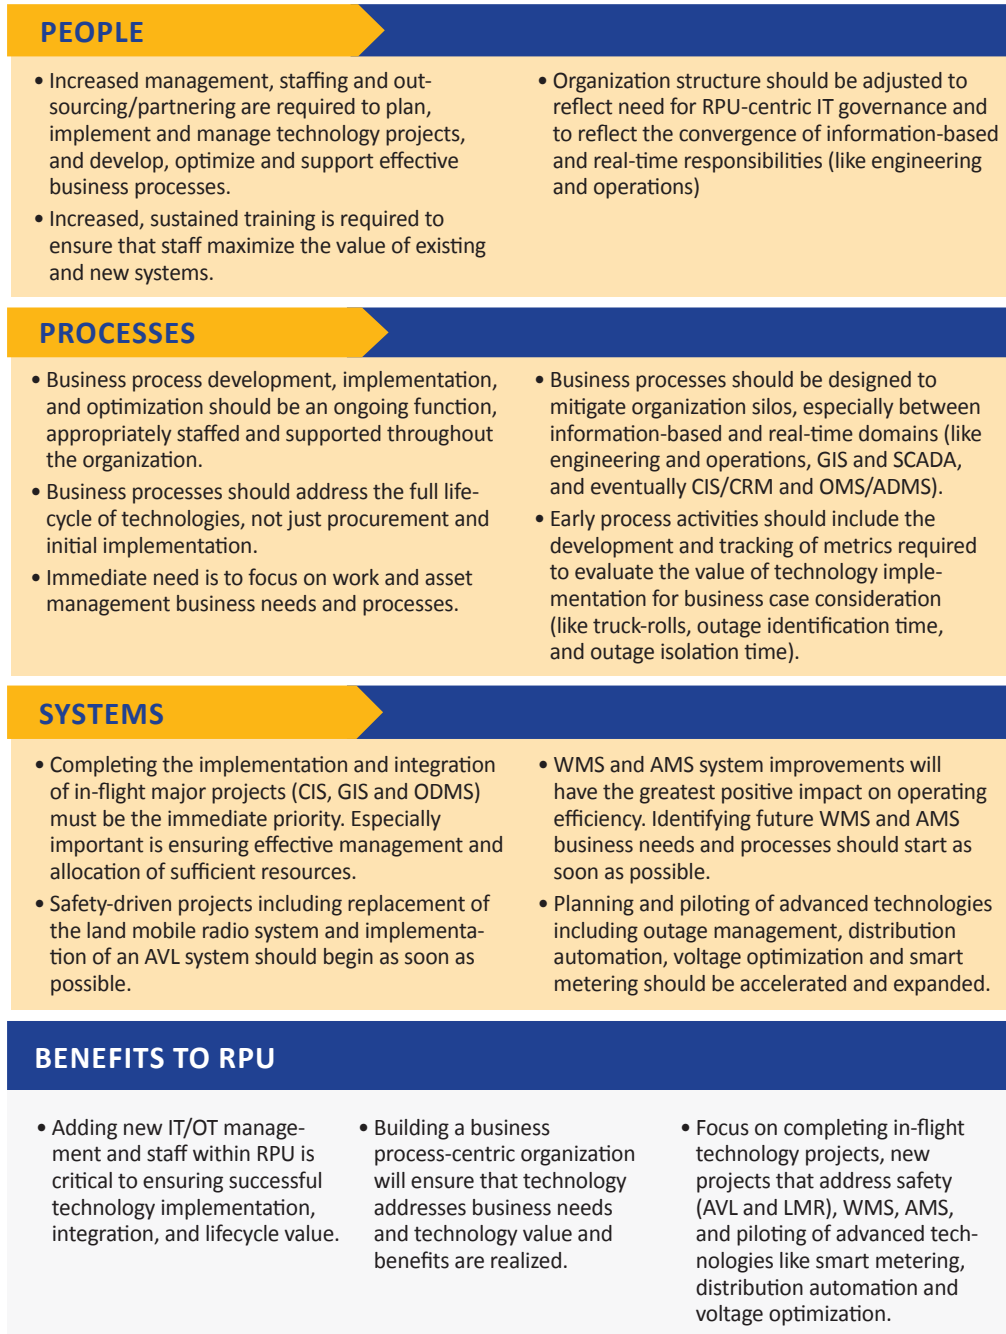 PEOPLE
• Increased management, staffing and out-
sourcing/partnering are required to plan,
implement and manage technology projects,
and develop, optimize and support effective
business processes.
• Increased, sustained training is required to
ensure that staff maximize the value of existing
and new systems.
• Organization structure should be adjusted to
reflect need for RPU-centric IT governance and
to reflect the convergence of information-based
and real-time responsibilities (like engineering
and operations)
PROCESSES
• Business process development, implementation,
and optimization should be an ongoing function,
appropriately staffed and supported throughout
the organization.
• Business processes should address the full life-
cycle of technologies, not just procurement and
initial implementation.
• Immediate need is to focus on work and asset
management business needs and processes.
• Business processes should be designed to
mitigate organization silos, especially between
information-based and real-time domains (like
engineering and operations, GIS and SCADA,
and eventually CIS/CRM and OMS/ADMS).
• Early process activities should include the
development and tracking of metrics required
to evaluate the value of technology imple-
mentation for business case consideration
(like truck-rolls, outage identification time,
and outage isolation time).
SYSTEMS
• Completing the implementation and integration
of in-flight major projects (CIS, GIS and ODMS)
must be the immediate priority. Especially
important is ensuring effective management and
allocation of sufficient resources.
• Safety-driven projects including replacement of
the land mobile radio system and implementa-
tion of an AVL system should begin as soon as
possible.
• WMS and AMS system improvements will
have the greatest positive impact on operating
efficiency. Identifying future WMS and AMS
business needs and processes should start as
soon as possible.
• Planning and piloting of advanced technologies
including outage management, distribution
automation, voltage optimization and smart
metering should be accelerated and expanded.
BENEFITS TO RPU
• Adding new IT/OT manage-
ment and staff within RPU is
critical to ensuring successful
technology implementation,
integration, and lifecycle value.
• Building a business
process-centric organization
will ensure that technology
addresses business needs
and technology value and
benefits are realized.
• Focus on completing in-flight
technology projects, new
projects that address safety
(AVL and LMR), WMS, AMS,
and piloting of advanced tech-
nologies like smart metering,
distribution automation and
voltage optimization.